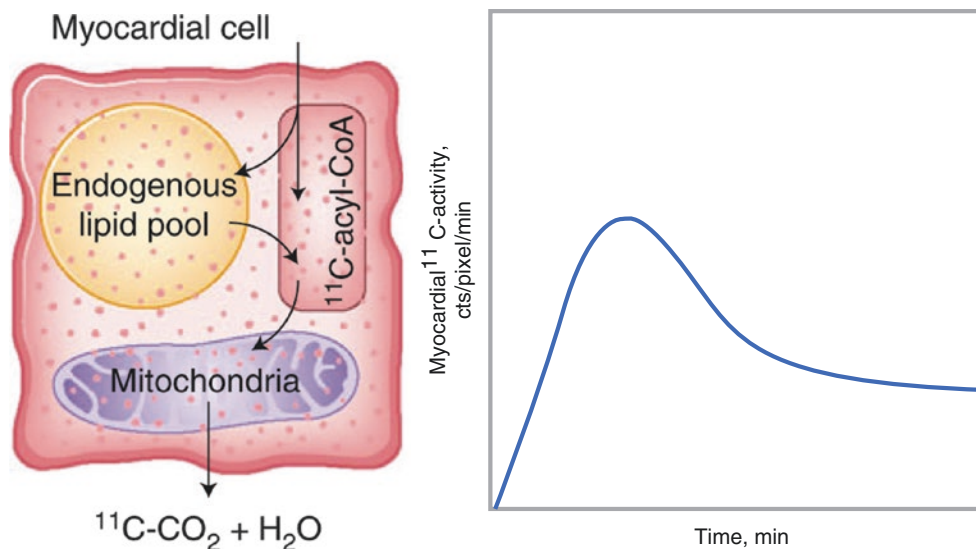 Myocardial cell
Endogenous
lipid pool
¹¹C-acyl-CoA
Mitochondria
¹¹C-CO₂ + H₂O
Myocardial ¹¹ C-activity,
cts/pixel/min
Time, min